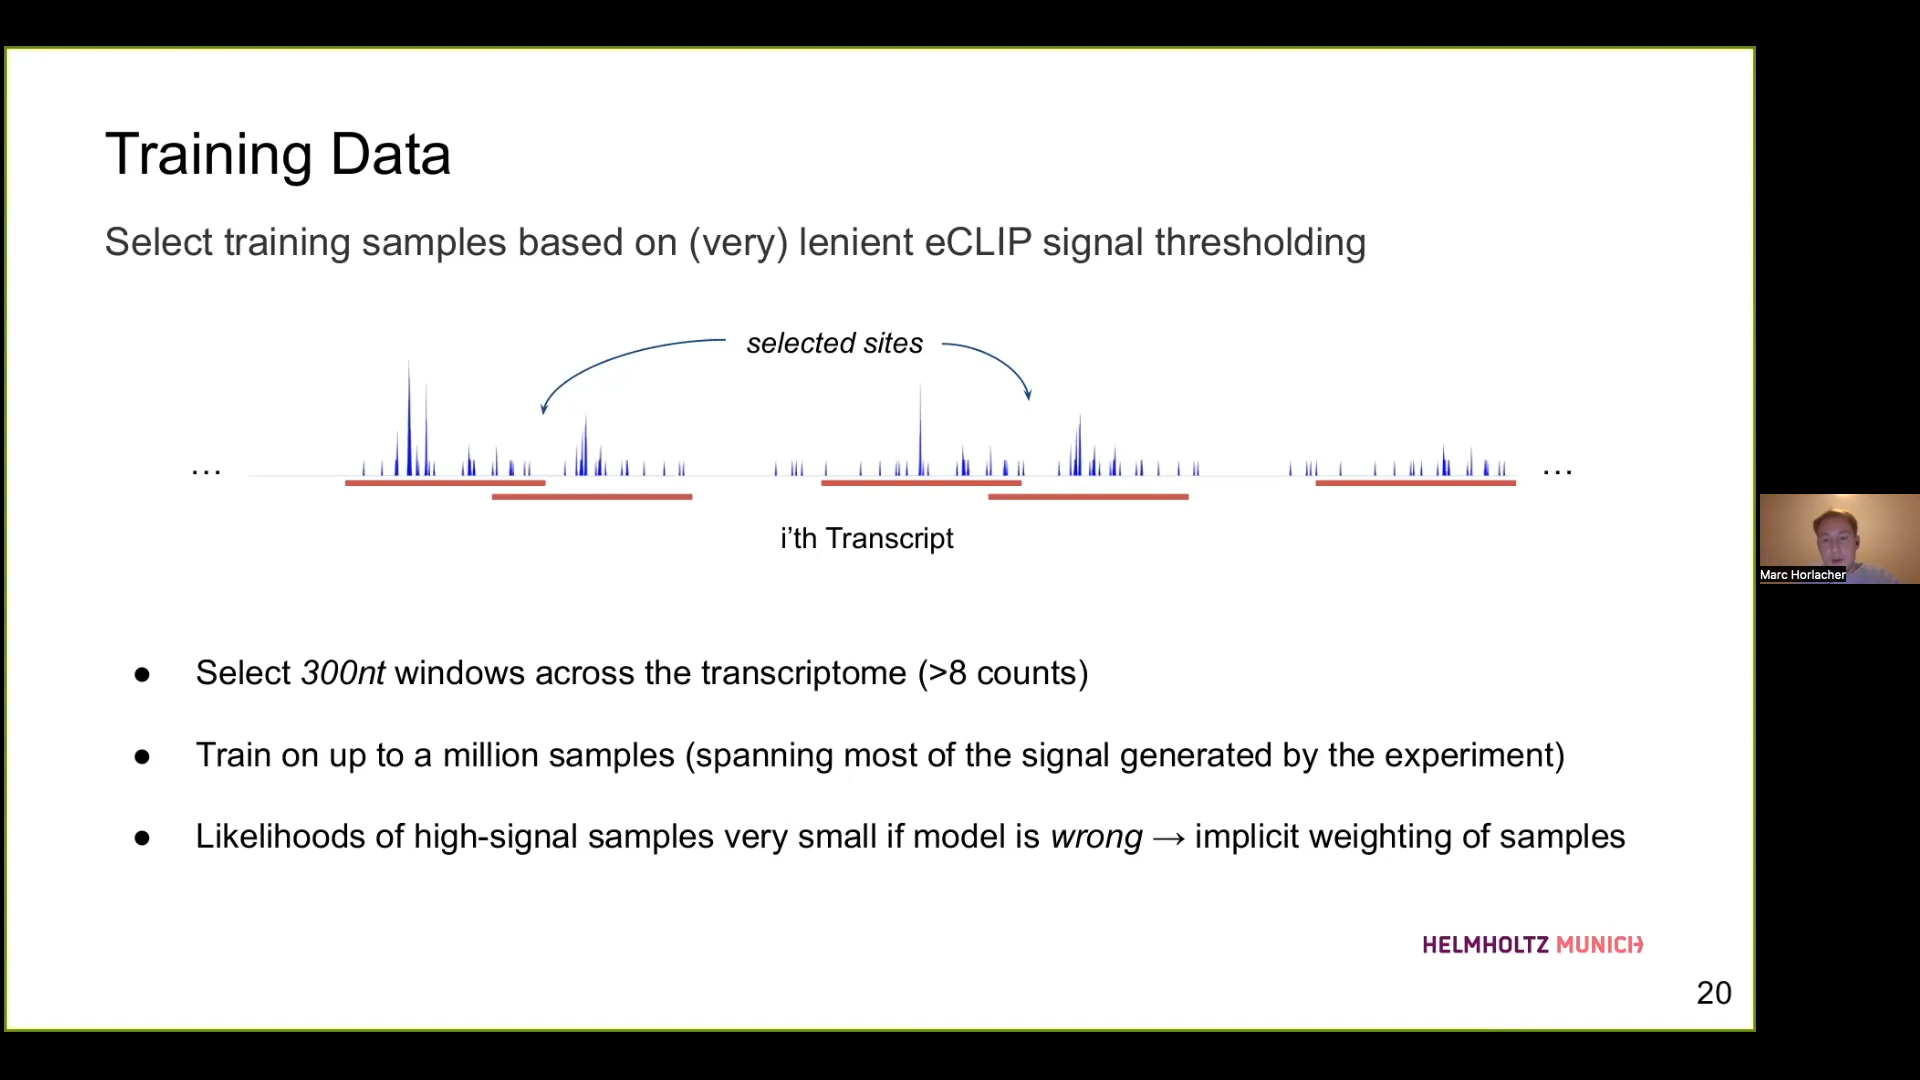 Training Data
Select training samples based on (very) lenient eCLIP signal thresholding
selected sites
...
...
i’th Transcript
● Select 300nt windows across the transcriptome (>8 counts)
● Train on up to a million samples (spanning most of the signal generated by the experiment)
● Likelihoods of high-signal samples very small if model is wrong → implicit weighting of samples
HELMHOLTZ MUNICH
20
Marc Horlacher